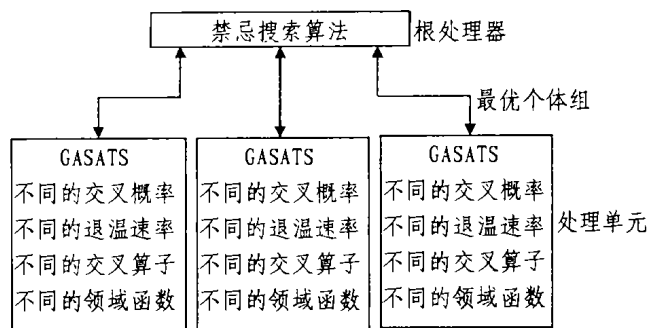 禁忌搜索算法 根处理器
最优个体组
GASATS GASATS GASATS
不同的交叉概率 不同的交叉概率 不同的交叉概率
不同的退温速率 不同的退温速率 不同的退温速率 处理单元
不同的交叉算子 不同的交叉算子 不同的交叉算子
不同的领域函数 不同的领域函数 不同的领域函数